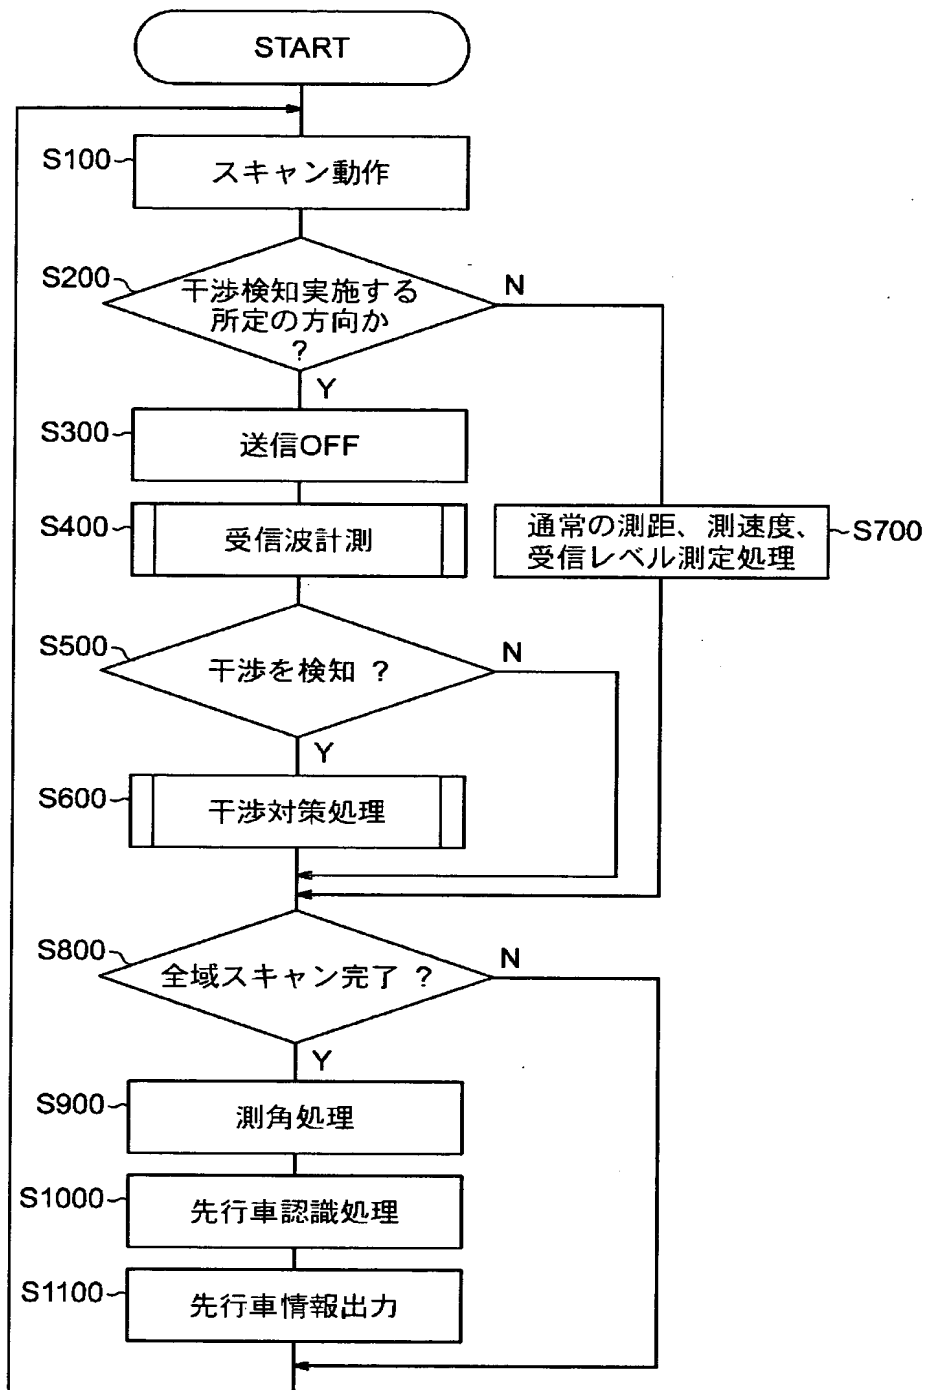 START
S100
スキャン動作
S200
干渉検知実施する
所定の方向か
?
N
Y
S300
送信OFF
S400
受信波計測
通常の測距、測速度、
受信レベル測定処理
S700
S500
干渉を検知 ?
N
Y
S600
干渉対策処理
S800
全域スキャン完了 ?
N
Y
S900
測角処理
S1000
先行車認識処理
S1100
先行車情報出力